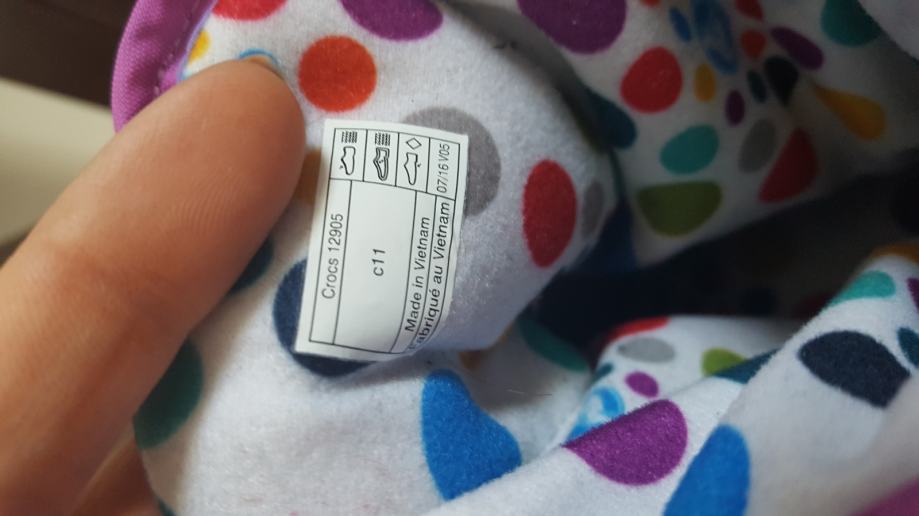 Crocs 12905
c11
Made in Vietnam
Fabriqué au Vietnam
07/16 V05